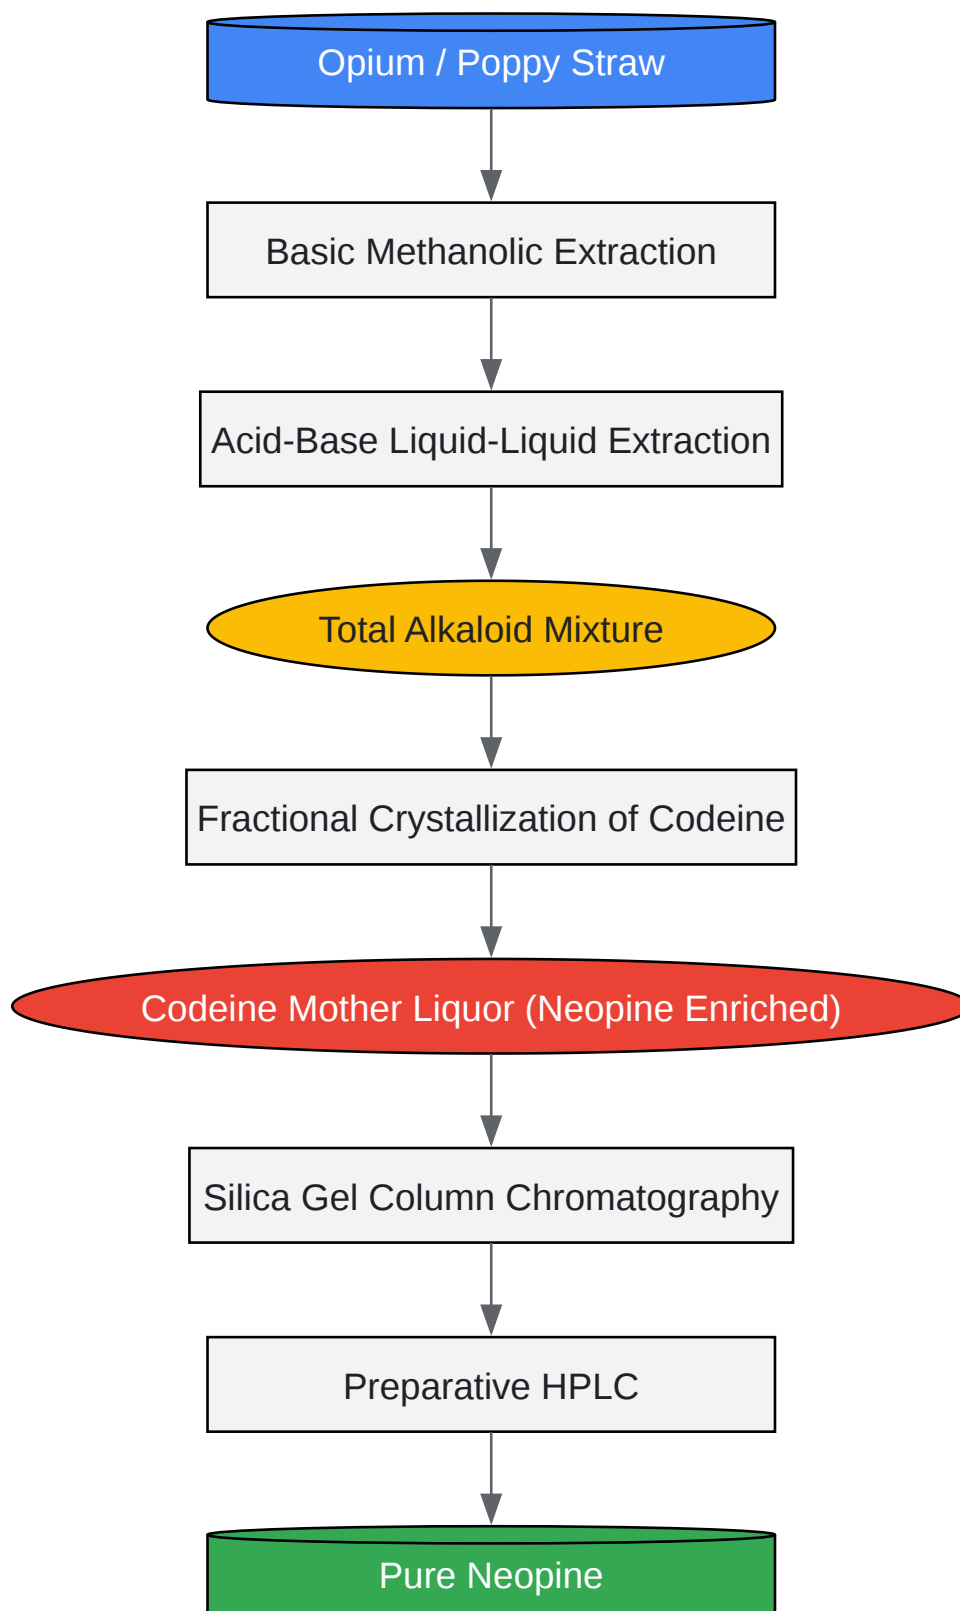 Opium / Poppy Straw
Basic Methanolic Extraction
Acid-Base Liquid-Liquid Extraction
Total Alkaloid Mixture
Fractional Crystallization of Codeine
Codeine Mother Liquor (Neopine Enriched)
Silica Gel Column Chromatography
Preparative HPLC
Pure Neopine